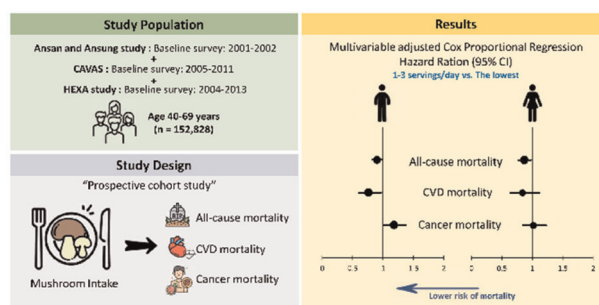 Study Population
Ansan and Ansung study : Baseline survey: 2001-2002
+
CAVAS : Baseline survey: 2005-2011
+
HEXA study : Baseline survey: 2004-2013
Age 40-69 years
(n = 152,828)
Study Design
"Prospective cohort study"
Mushroom Intake
All-cause mortality
CVD mortality
Cancer mortality
Results
Multivariable adjusted Cox Proportional Regression
Hazard Ration (95% CI)
1-3 servings/day vs. The lowest
All-cause mortality
CVD mortality
Cancer mortality
0 0.5 1 1.5 2 0 0.5 1 1.5 2
Lower risk of mortality